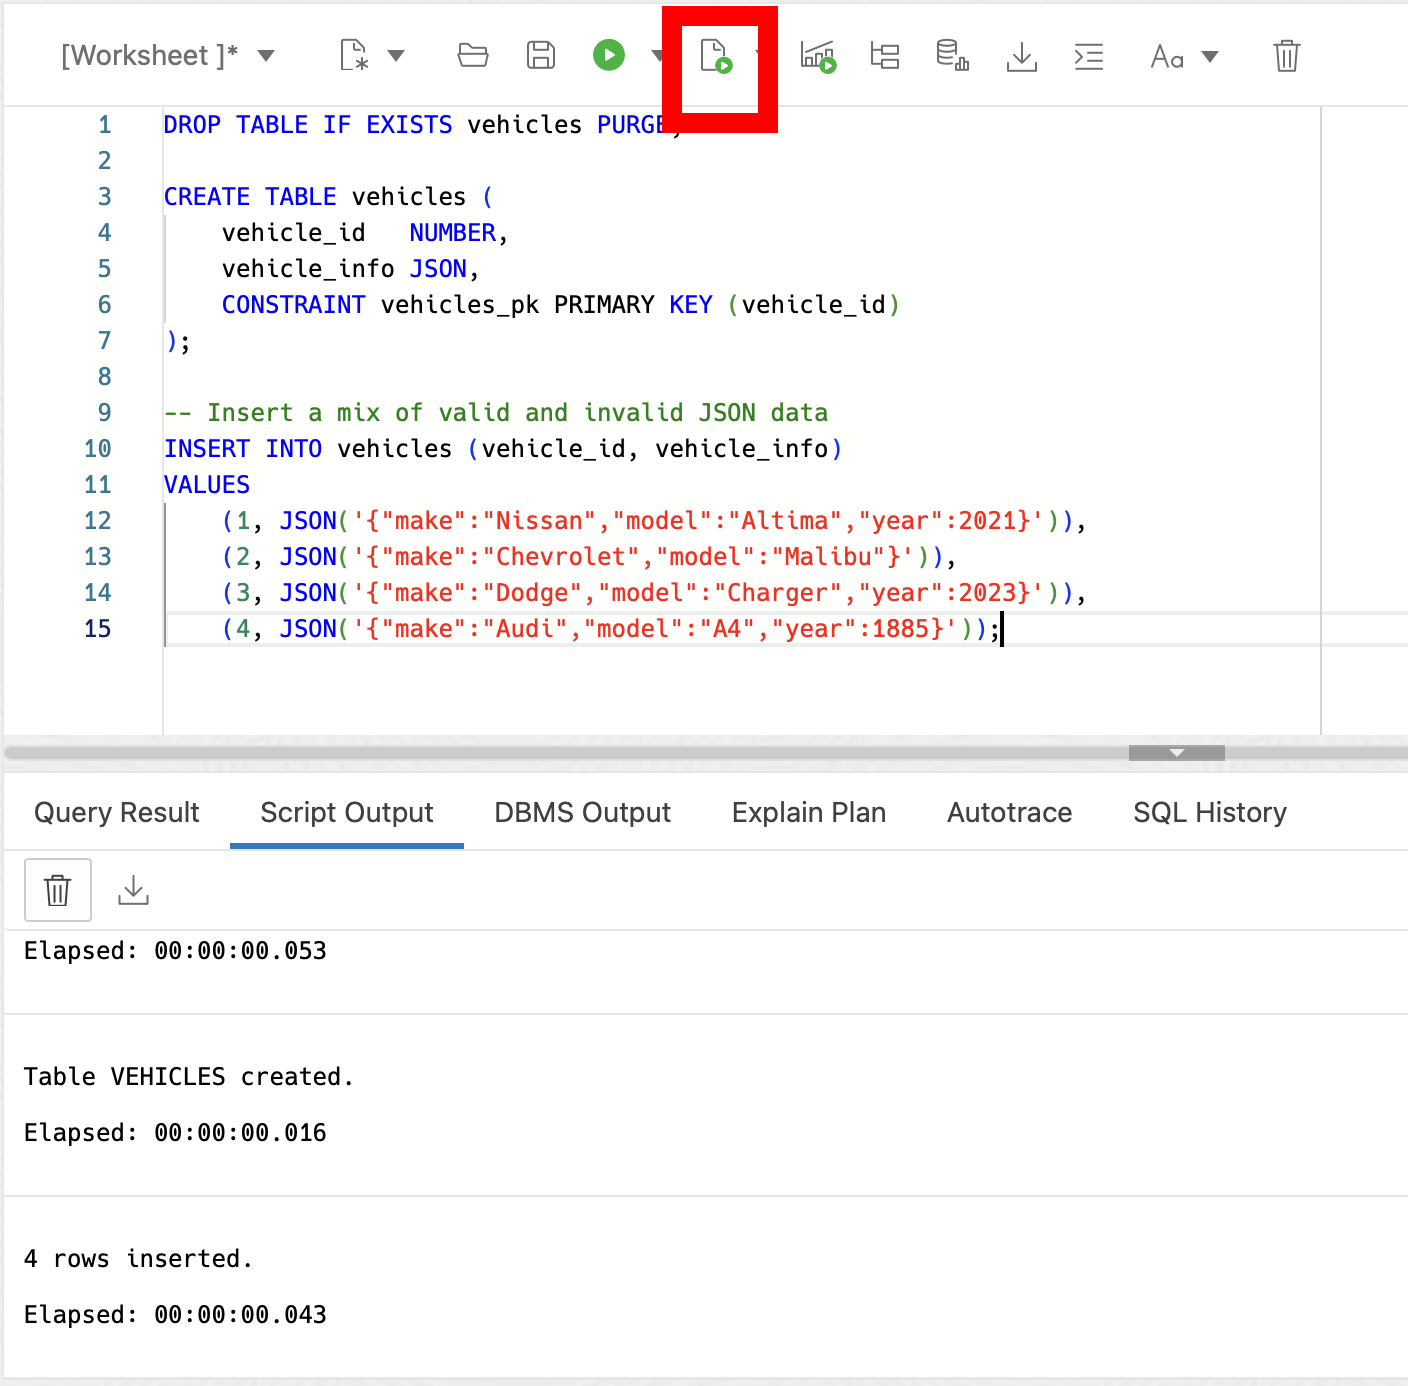 [Worksheet ]*
Aa
1 DROP TABLE IF EXISTS vehicles PURGE;
2
3 CREATE TABLE vehicles (
4     vehicle_id   NUMBER,
5     vehicle_info JSON,
6     CONSTRAINT vehicles_pk PRIMARY KEY (vehicle_id)
7 );
8
9 -- Insert a mix of valid and invalid JSON data
10 INSERT INTO vehicles (vehicle_id, vehicle_info)
11 VALUES
12     (1, JSON('{"make":"Nissan","model":"Altima","year":2021}')),
13     (2, JSON('{"make":"Chevrolet","model":"Malibu"}')),
14     (3, JSON('{"make":"Dodge","model":"Charger","year":2023}')),
15     (4, JSON('{"make":"Audi","model":"A4","year":1885}'));
Query Result Script Output DBMS Output Explain Plan Autotrace SQL History
Elapsed: 00:00:00.053
Table VEHICLES created.
Elapsed: 00:00:00.016
4 rows inserted.
Elapsed: 00:00:00.043